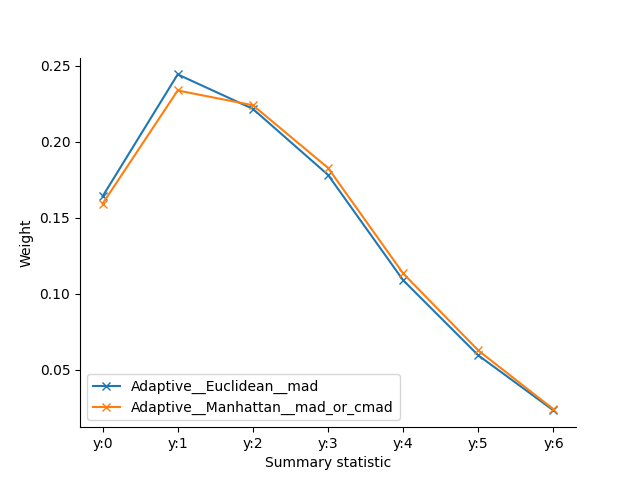 0.25
0.20
0.15
0.10
0.05
Weight
Adaptive__Euclidean__mad
Adaptive__Manhattan__mad_or_cmad
y:0 y:1 y:2 y:3 y:4 y:5 y:6
Summary statistic